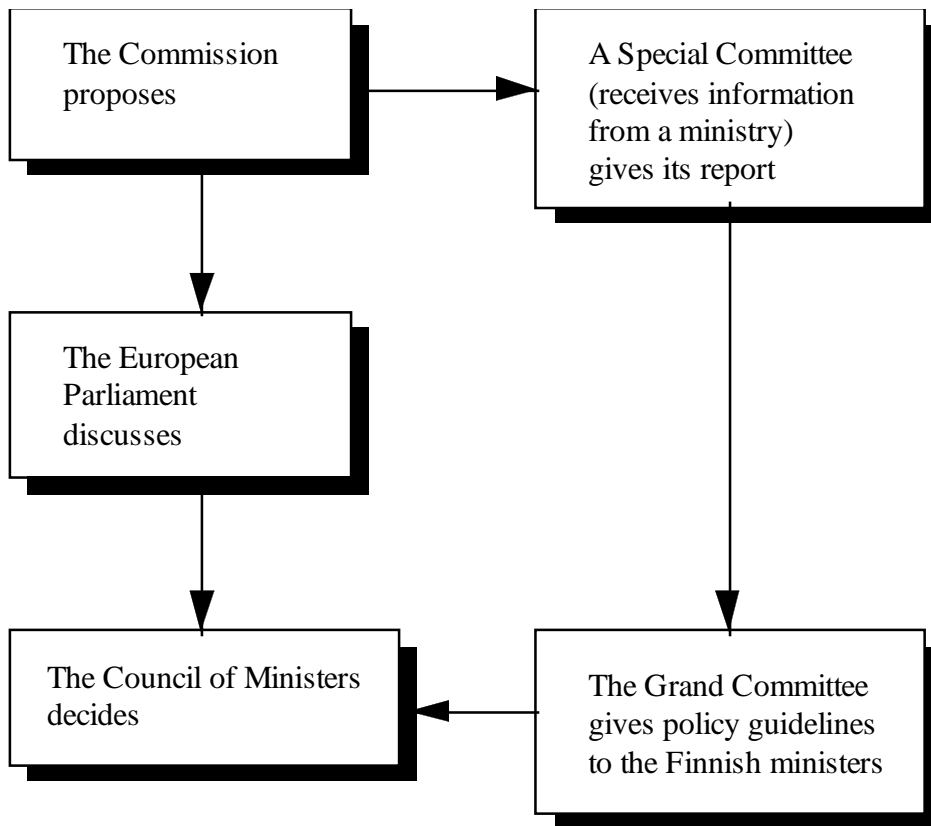 The Commission
proposes
A Special Committee
(receives information
from a ministry)
gives its report
The European
Parliament
discusses
The Council of Ministers
decides
The Grand Committee
gives policy guidelines
to the Finnish ministers